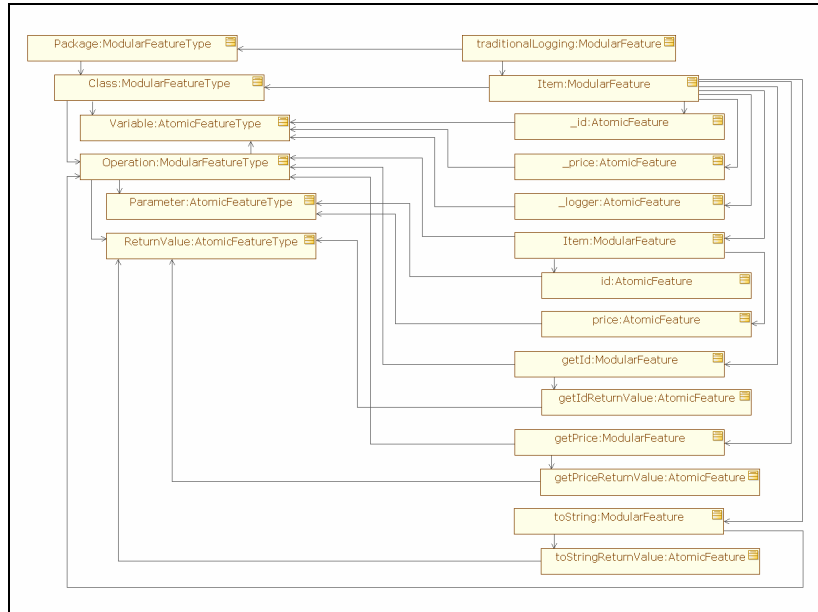 Package:ModularFeatureType
traditionalLogging:ModularFeature
Class:ModularFeatureType
Item:ModularFeature
Variable:AtomicFeatureType
_id:AtomicFeature
Operation:ModularFeatureType
_price:AtomicFeature
Parameter:AtomicFeatureType
_logger:AtomicFeature
ReturnValue:AtomicFeatureType
Item:ModularFeature
id:AtomicFeature
price:AtomicFeature
getId:ModularFeature
getIdReturnValue:AtomicFeature
getPrice:ModularFeature
getPriceReturnValue:AtomicFeature
toString:ModularFeature
toStringReturnValue:AtomicFeature